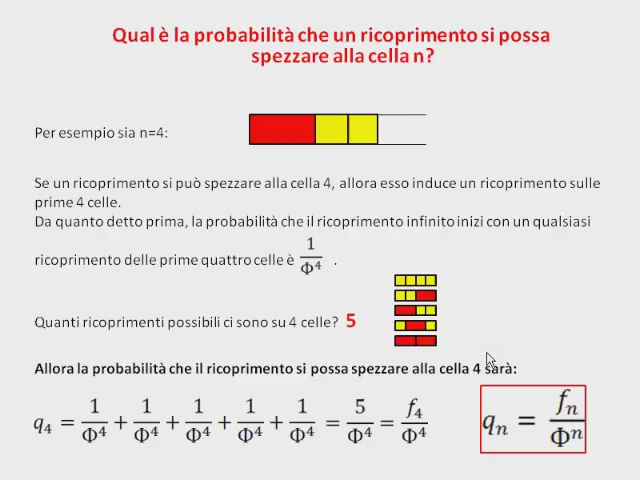 Qual è la probabilità che un ricoprimento si possa
spezzare alla cella n?
Per esempio sia n=4:
Se un ricoprimento si può spezzare alla cella 4, allora esso induce un ricoprimento sulle
prime 4 celle.
Da quanto detto prima, la probabilità che il ricoprimento infinito inizi con un qualsiasi
ricoprimento delle prime quattro celle è 1/Φ⁴ .
Quanti ricoprimenti possibili ci sono su 4 celle? 5
Allora la probabilità che il ricoprimento si possa spezzare alla cella 4 sarà:
q₄ = 1/Φ⁴ + 1/Φ⁴ + 1/Φ⁴ + 1/Φ⁴ + 1/Φ⁴ = 5/Φ⁴ = f₄/Φ⁴
qₙ = fₙ/Φⁿ